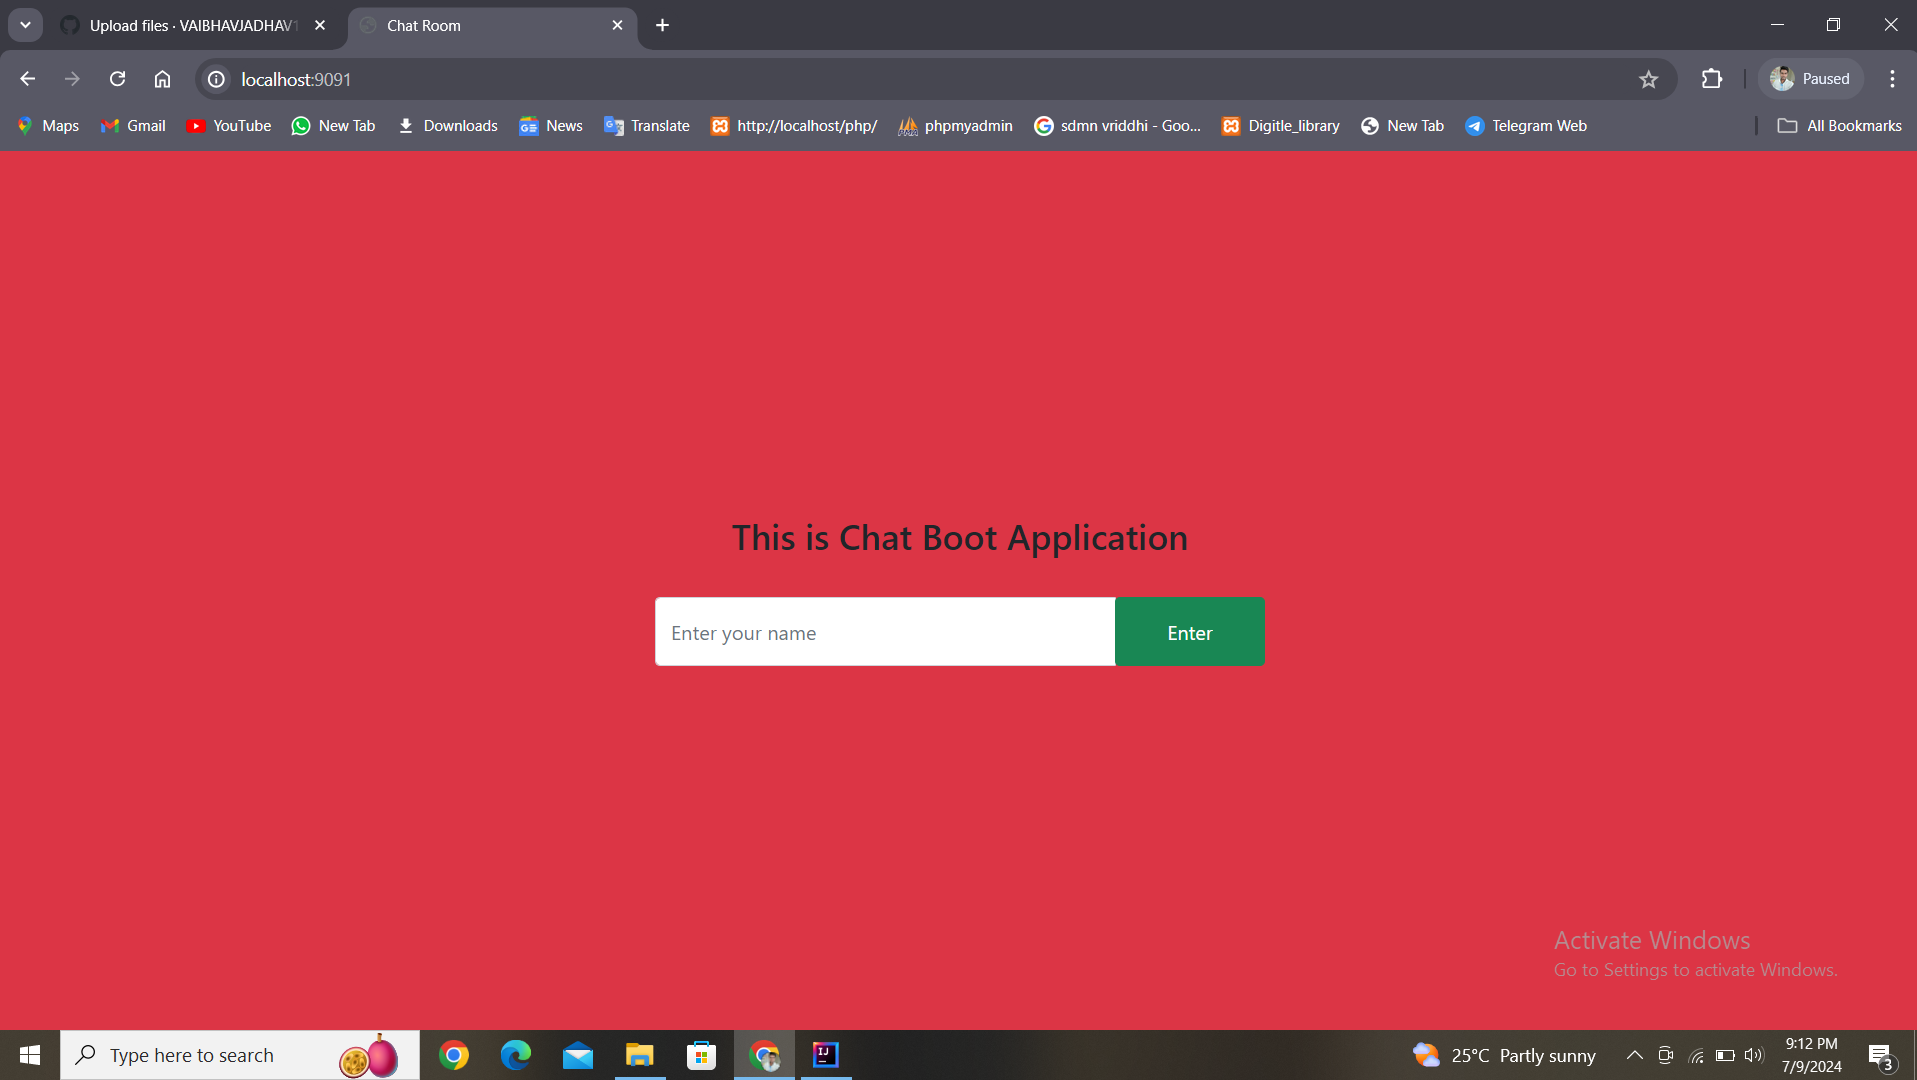 Upload files · VAIBHAVJADHAV1
Chat Room
localhost:9091
Paused
Maps
Gmail
YouTube
New Tab
Downloads
News
Translate
http://localhost/php/
phpmyadmin
sdmn vriddhi - Goo...
Digitle_library
New Tab
Telegram Web
All Bookmarks
This is Chat Boot Application
Enter your name
Enter
Activate Windows
Go to Settings to activate Windows.
Type here to search
25°C Partly sunny
9:12 PM
7/9/2024
3